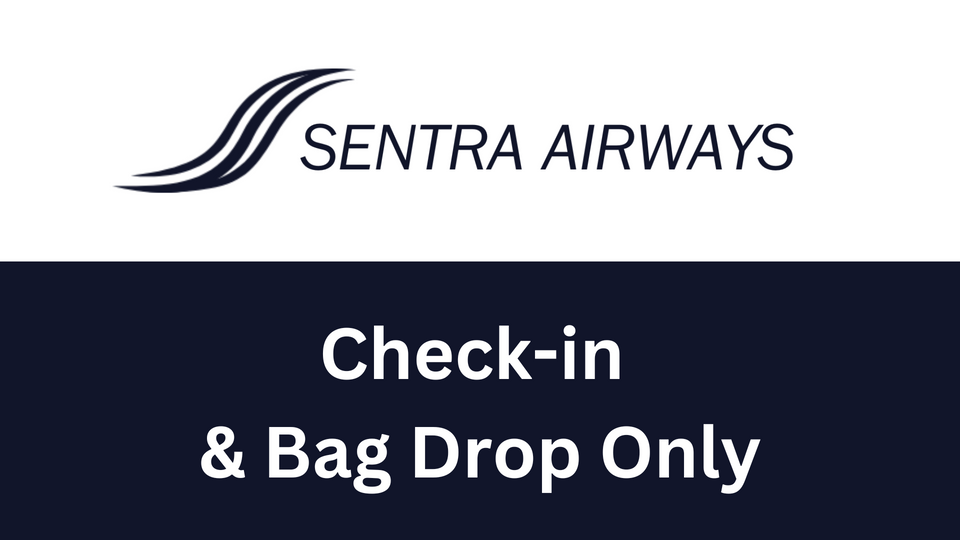 SENTRA AIRWAYS
Check-in
& Bag Drop Only